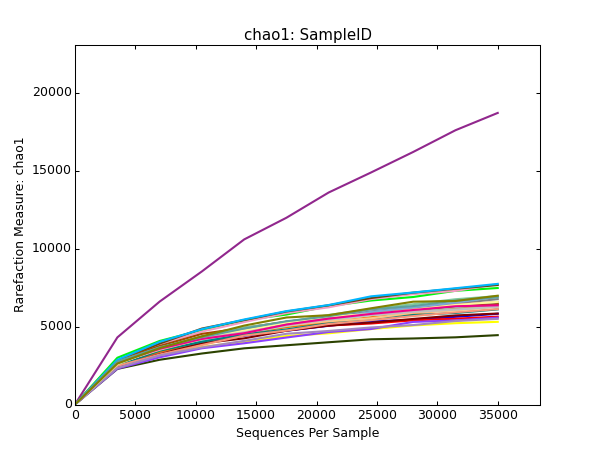 chao1: SampleID
Rarefaction Measure: chao1
20000
15000
10000
5000
0
0 5000 10000 15000 20000 25000 30000 35000
Sequences Per Sample